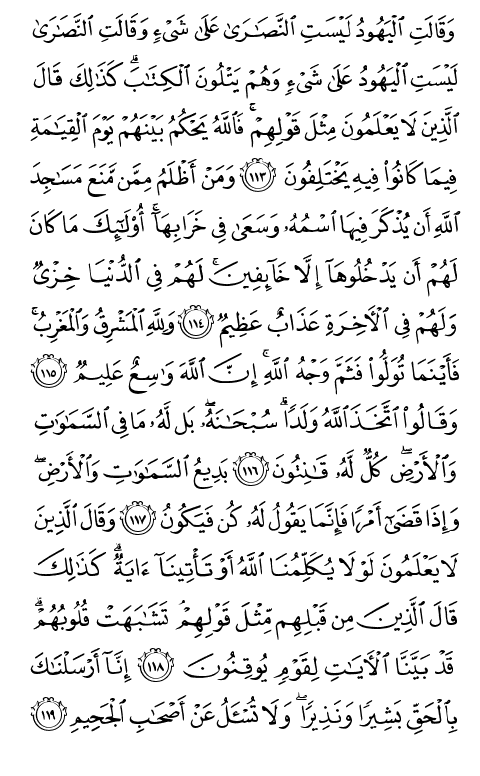 وَقَالَتِ ٱلْيَهُودُ لَيْسَتِ ٱلنَّصَٰرَىٰ عَلَىٰ شَىْءٍ وَقَالَتِ ٱلنَّصَٰرَىٰ
لَيْسَتِ ٱلْيَهُودُ عَلَىٰ شَىْءٍ وَهُمْ يَتْلُونَ ٱلْكِتَٰبَ ۗ كَذَٰلِكَ قَالَ
ٱلَّذِينَ لَا يَعْلَمُونَ مِثْلَ قَوْلِهِمْ ۚ فَٱللَّهُ يَحْكُمُ بَيْنَهُمْ يَوْمَ ٱلْقِيَٰمَةِ
فِيمَا كَانُوا۟ فِيهِ يَخْتَلِفُونَ ١١٣ وَمَنْ أَظْلَمُ مِمَّن مَّنَعَ مَسَٰجِدَ
ٱللَّهِ أَن يُذْكَرَ فِيهَا ٱسْمُهُۥ وَسَعَىٰ فِى خَرَابِهَآ ۚ أُو۟لَٰٓئِكَ مَا كَانَ
لَهُمْ أَن يَدْخُلُوهَآ إِلَّا خَآئِفِينَ ۚ لَهُمْ فِى ٱلدُّنْيَا خِزْىٌ
وَلَهُمْ فِى ٱلْـَٔاخِرَةِ عَذَابٌ عَظِيمٌ ١١٤ وَلِلَّهِ ٱلْمَشْرِقُ وَٱلْمَغْرِبُ ۚ
فَأَيْنَمَا تُوَلُّوا۟ فَثَمَّ وَجْهُ ٱللَّهِ ۚ إِنَّ ٱللَّهَ وَٰسِعٌ عَلِيمٌ ١١٥
وَقَالُوا۟ ٱتَّخَذَ ٱللَّهُ وَلَدًا ۗ سُبْحَٰنَهُۥ ۖ بَل لَّهُۥ مَا فِى ٱلسَّمَٰوَٰتِ
وَٱلْأَرْضِ ۖ كُلٌّ لَّهُۥ قَٰنِتُونَ ١١٦ بَدِيعُ ٱلسَّمَٰوَٰتِ وَٱلْأَرْضِ ۖ
وَإِذَا قَضَىٰٓ أَمْرًا فَإِنَّمَا يَقُولُ لَهُۥ كُن فَيَكُونُ ١١٧ وَقَالَ ٱلَّذِينَ
لَا يَعْلَمُونَ لَوْلَا يُكَلِّمُنَا ٱللَّهُ أَوْ تَأْتِينَآ ءَايَةٌ ۗ كَذَٰلِكَ
قَالَ ٱلَّذِينَ مِن قَبْلِهِم مِّثْلَ قَوْلِهِمْ ۘ تَشَٰبَهَتْ قُلُوبُهُمْ ۗ
قَدْ بَيَّنَّا ٱلْـَٔايَٰتِ لِقَوْمٍ يُوقِنُونَ ١١٨ إِنَّآ أَرْسَلْنَٰكَ
بِٱلْحَقِّ بَشِيرًا وَنَذِيرًا ۖ وَلَا تُسْـَٔلُ عَنْ أَصْحَٰبِ ٱلْجَحِيمِ ١١٩